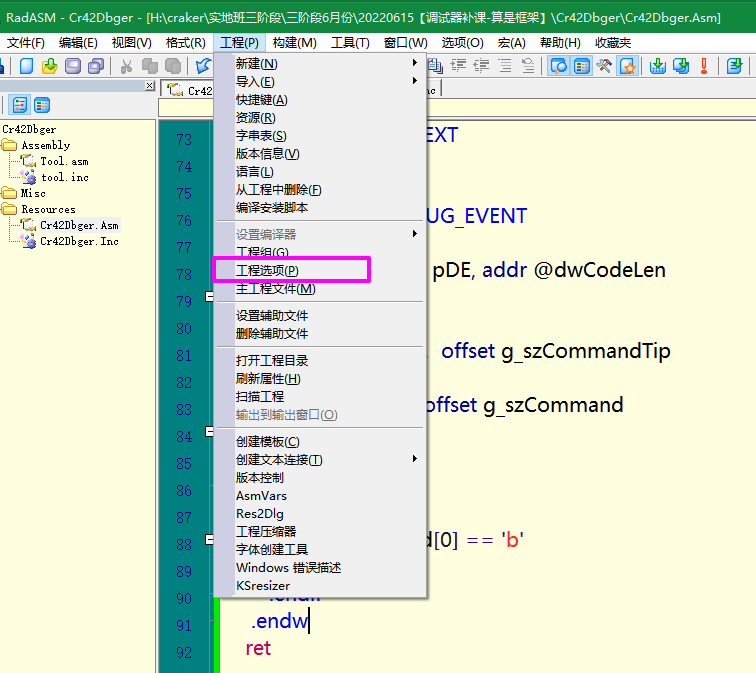 RadASM - Cr42Dbger - [H:\craker\实地班三阶段\三阶段6月份\20220615【调试器补课-算是框架】\Cr42Dbger\Cr42Dbger.Asm]
文件(F) 编辑(E) 视图(V) 格式(R) 工程(P) 构建(M) 工具(T) 窗口(W) 选项(O) 宏(A) 帮助(H) 收藏夹
Cr42
nc
Cr42Dbger
Assembly
Tool.asm
tool.inc
Misc
Resources
Cr42Dbger.Asm
Cr42Dbger.Inc
新建(N)
导入(E)
快捷键(A)
资源(R)
字串表(S)
版本信息(V)
语言(L)
从工程中删除(F)
编译安装脚本
设置编译器
工程组(G)
工程选项(P)
主工程文件(M)
设置辅助文件
删除辅助文件
打开工程目录
刷新属性(H)
扫描工程
输出到输出窗口(O)
创建模板(C)
创建文本连接(T)
版本控制
AsmVars
Res2Dlg
工程压缩器
字体创建工具
Windows 错误描述
KSresizer
73 EXT
74
75
76 UG_EVENT
77
78 pDE, addr @dwCodeLen
79
80
81 , offset g_szCommandTip
82
83 offset g_szCommand
84
85
86
87
88 d[0] == 'b'
89
90 .endif
91 .endw
92 ret